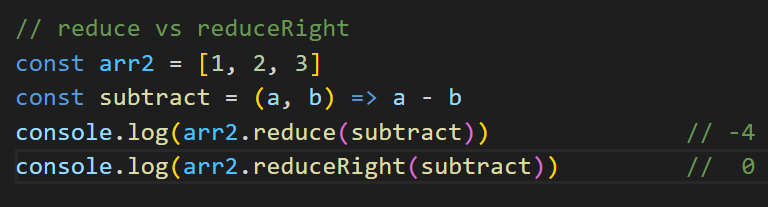 // reduce vs reduceRight
const arr2 = [1, 2, 3]
const subtract = (a, b) => a - b
console.log(arr2.reduce(subtract))                // -4
console.log(arr2.reduceRight(subtract))           //  0